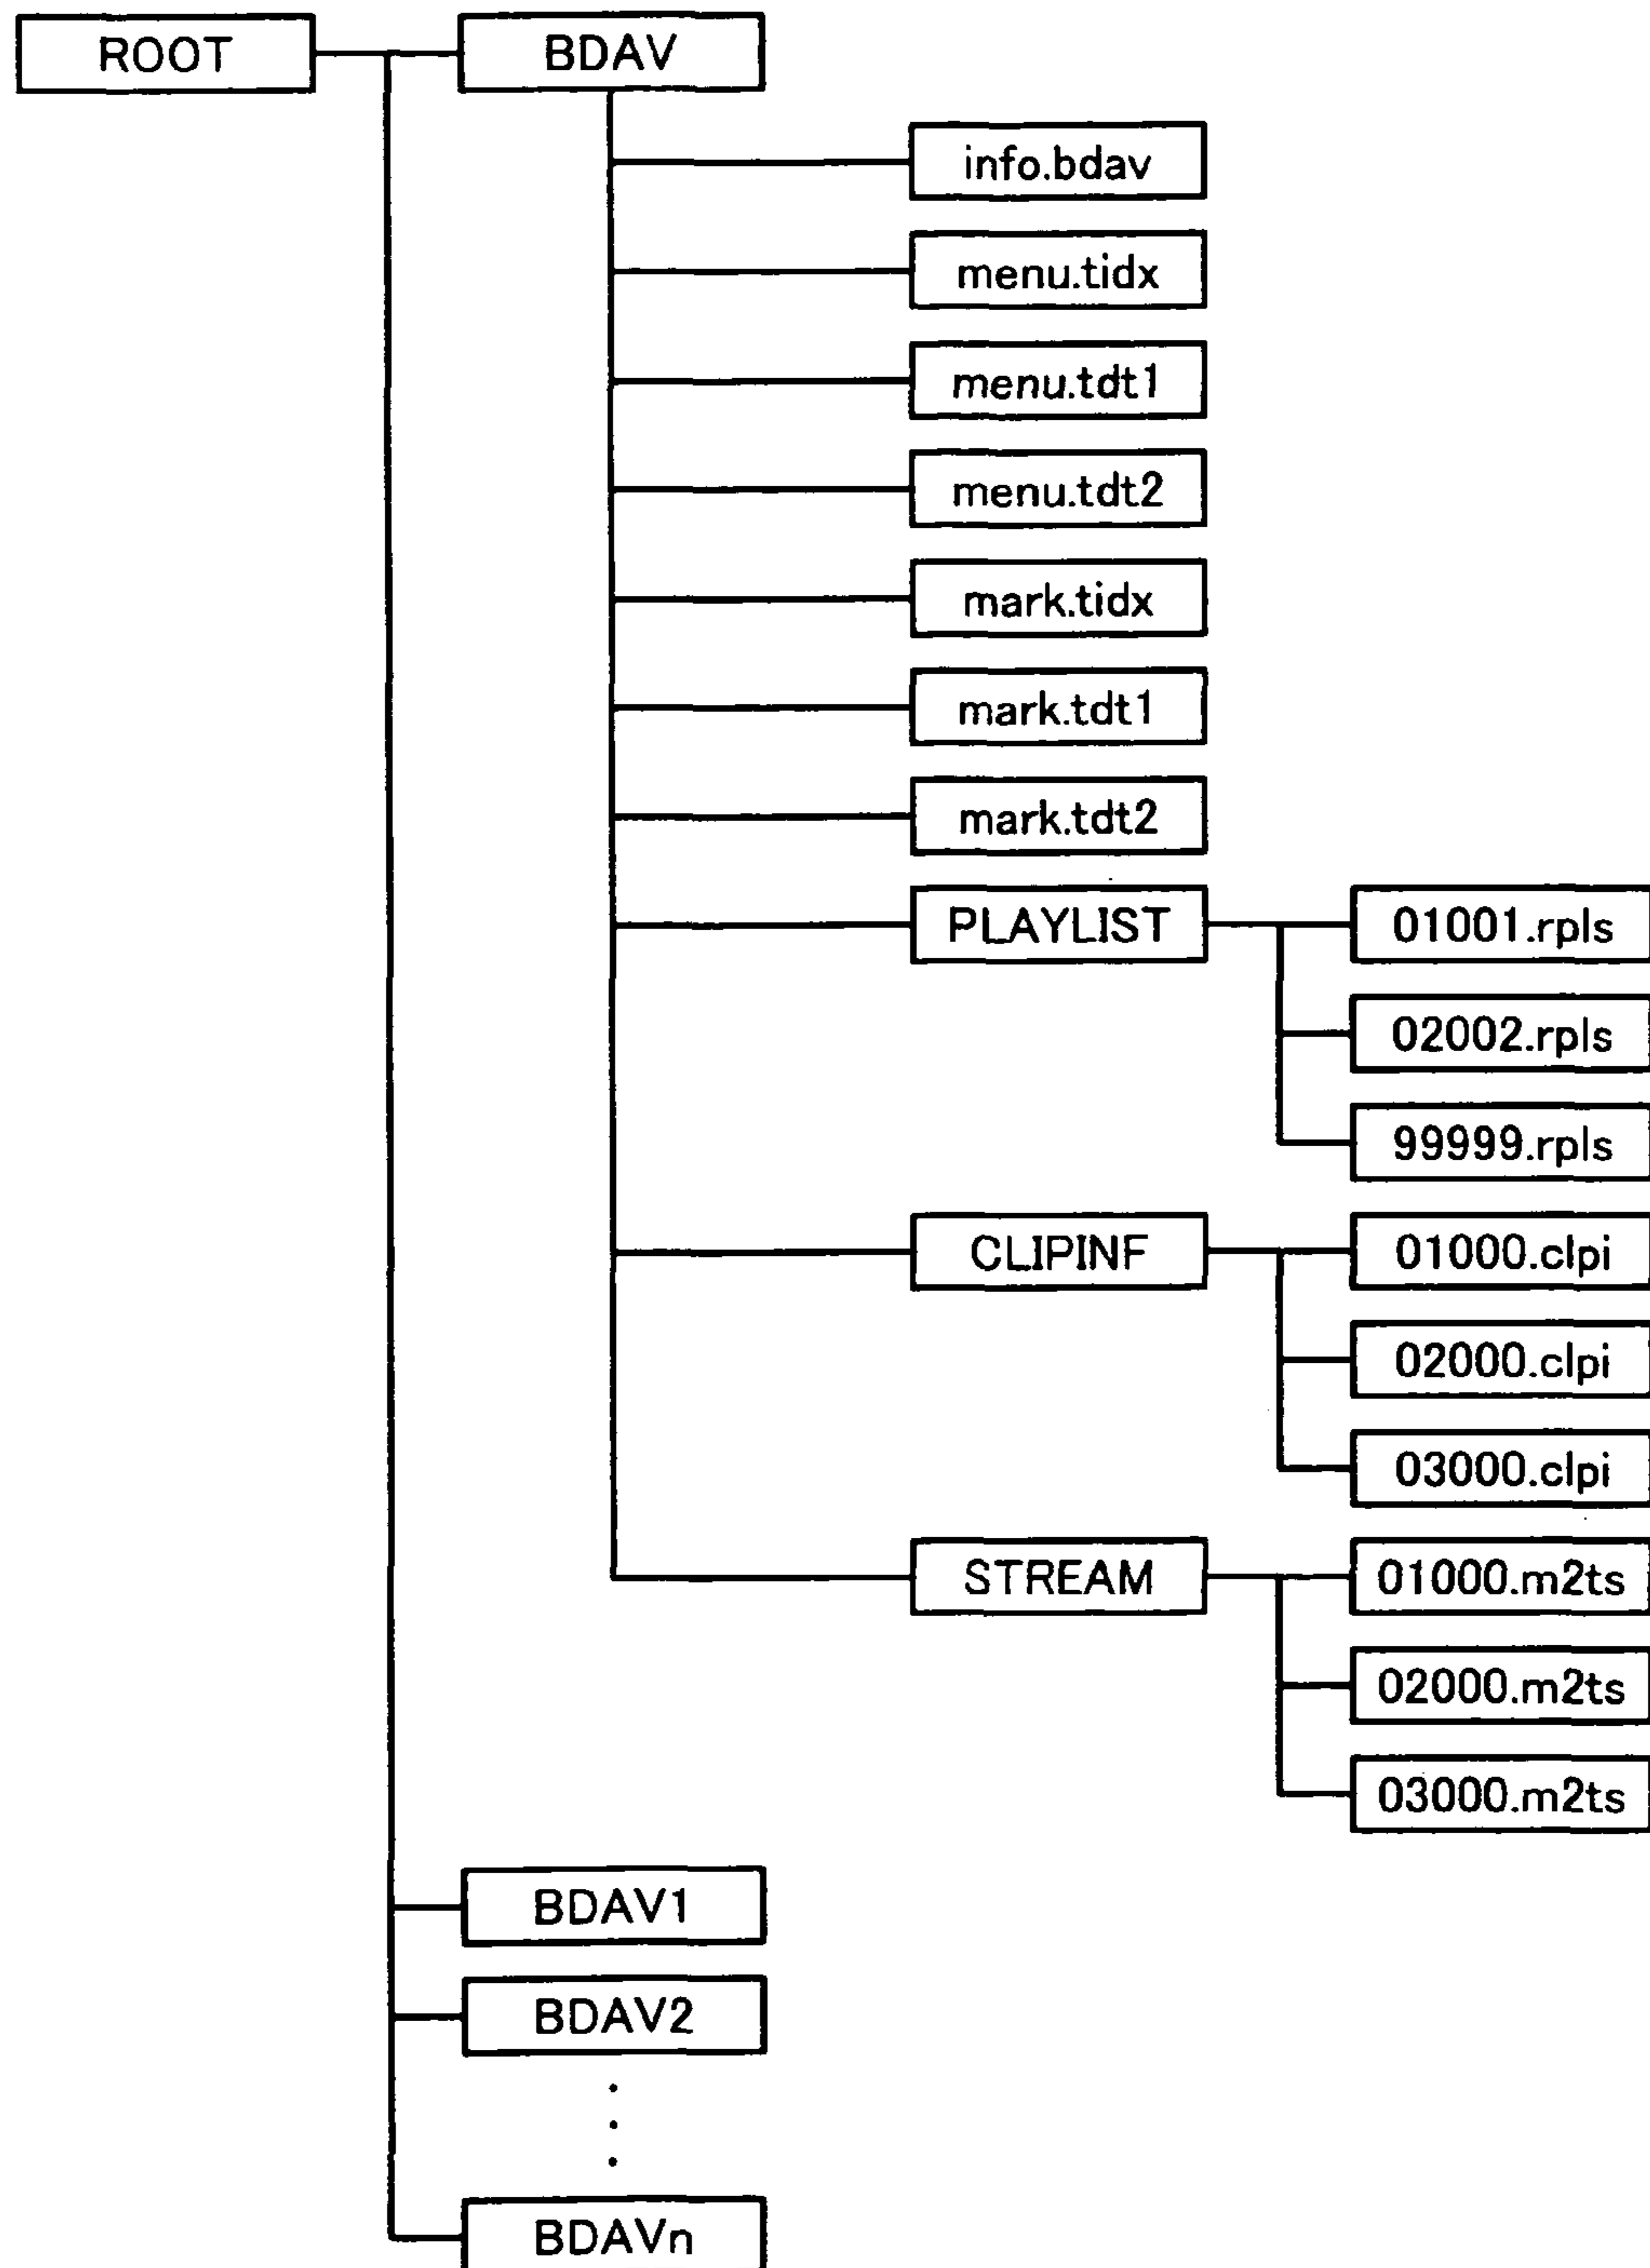 ROOT
BDAV
info.bdav
menu.tidx
menu.tdt1
menu.tdt2
mark.tidx
mark.tdt1
mark.tdt2
PLAYLIST
01001.rpls
02002.rpls
99999.rpls
CLIPINF
01000.clpi
02000.clpi
03000.clpi
STREAM
01000.m2ts
02000.m2ts
03000.m2ts
BDAV1
BDAV2
BDAVn